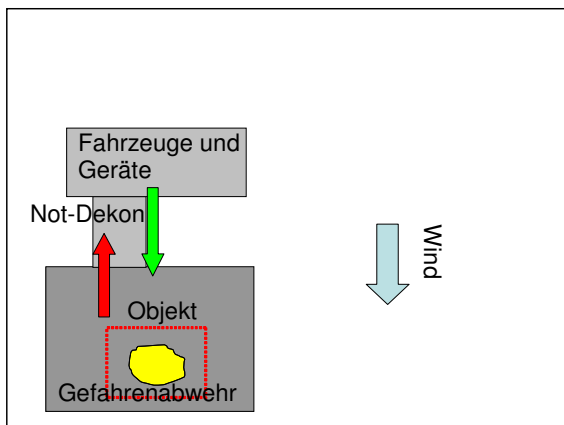 Fahrzeuge und
Geräte
Not-Dekon
Wind
Objekt
Gefahrenabwehr